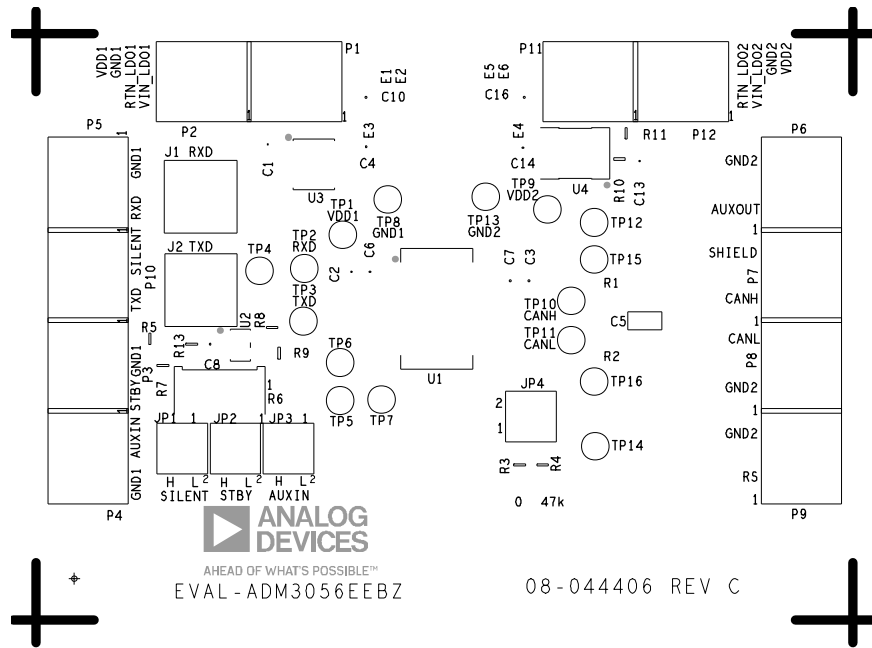 VDD1
GND1
RTN_LDO1
VIN_LDO1
P1
E1
E2
C10
P2
1
1
P11
E5
E6
C16
RTN_LDO2
VIN_LDO2
GND2
VDD2
1
1
R11
P12
P5
1
GND1
RXD
J1 RXD
C1
E3
C4
U3
E4
C14
U4
R10
C13
P6
GND2
AUXOUT
1
TP1
VDD1
TP8
GND1
TP9
VDD2
TP13
GND2
TP12
TP15
R1
SILENT
1
P10
TXD
J2 TXD
TP4
TP2
RXD
TP3
TXD
C2
C6
C7
C3
SHIELD
P7
CANH
1
TP10
CANH
TP11
CANL
C5
R5
R13
U2
R8
R9
C8
R7
R6
1
GND1
1
P3
STBY
TP6
TP5
TP7
U1
R2
TP16
CANL
P8
GND2
1
JP4
2
1
TP14
R3
R4
0
47k
JP1
1
JP2
1
JP3
1
1
AUXIN
GND1
P4
H
L
2
SILENT
H
L
2
STBY
H
L
2
AUXIN
GND2
RS
1
P9
ANALOG
DEVICES
AHEAD OF WHAT'S POSSIBLE™
EVAL-ADM3056EEBZ
08-044406 REV C